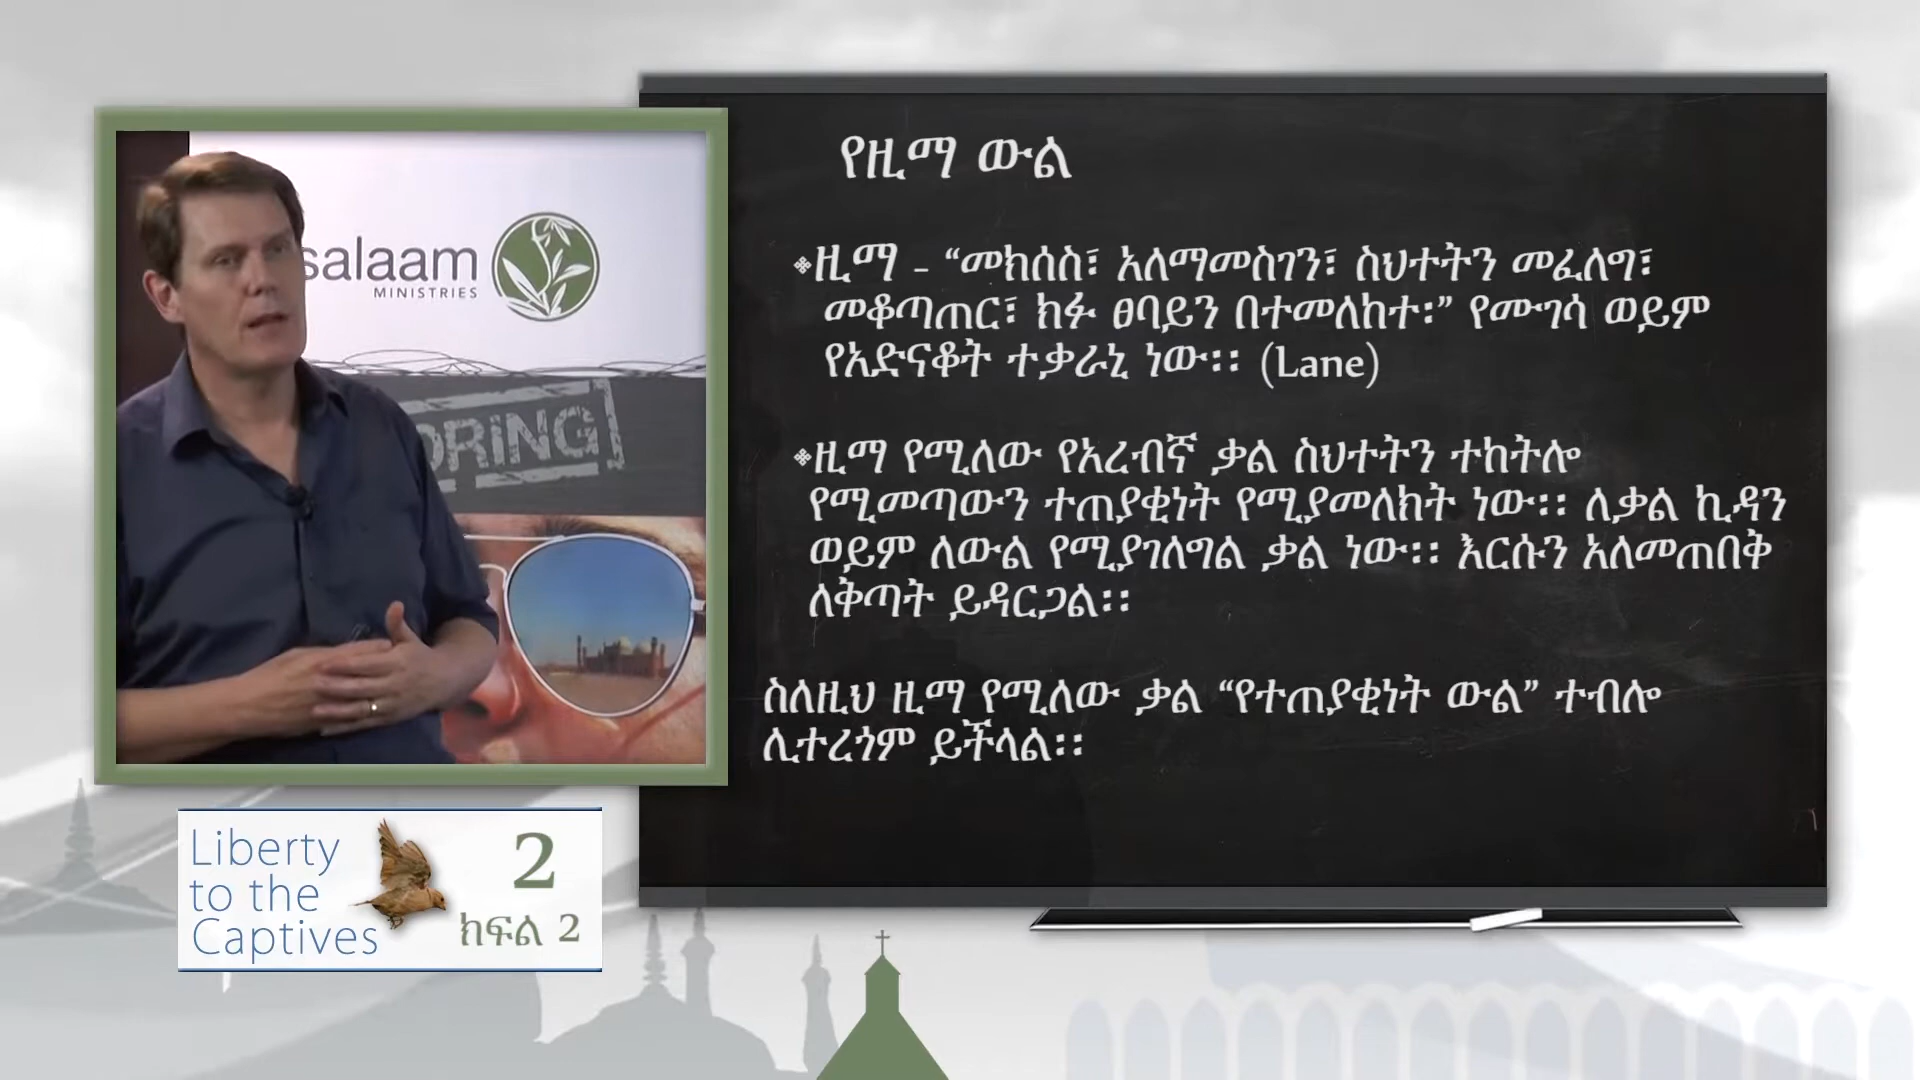 salaam
MINISTRIES
ORING
Liberty
to the
Captives
2
ክፍል 2
የዚማ ውል
❖ዚማ - “መክሰስ፣ አለማመስገን፣ ስህተትን መፈለግ፣
መቆጣጠር፣ ክፉ ፀባይን በተመለከተ፡” የሙገሳ ወይም
የአድናቆት ተቃራኒ ነው፡፡ (Lane)
❖ዚማ የሚለው የአረብኛ ቃል ስህተትን ተከትሎ
የሚመጣውን ተጠያቂነት የሚያመለክት ነው፡፡ ለቃል ኪዳን
ወይም ለውል የሚያገለግል ቃል ነው፡፡ እርሱን አለመጠበቅ
ለቅጣት ይዳርጋል፡፡
ስለዚህ ዚማ የሚለው ቃል “የተጠያቂነት ውል” ተብሎ
ሊተረጎም ይችላል፡፡